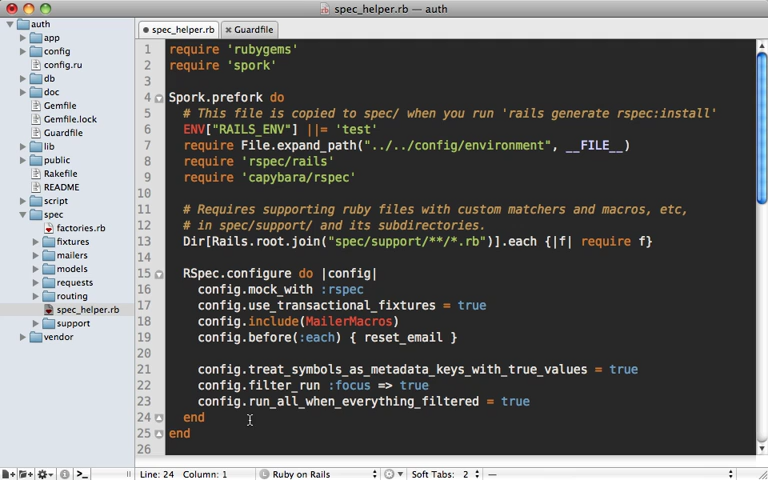 spec_helper.rb — auth
auth
app
config
config.ru
db
doc
Gemfile
Gemfile.lock
Guardfile
lib
public
Rakefile
README
script
spec
factories.rb
fixtures
mailers
models
requests
routing
spec_helper.rb
support
vendor
spec_helper.rb
Guardfile
1 require 'rubygems'
2 require 'spork'
3
4 Spork.prefork do
5 # This file is copied to spec/ when you run 'rails generate rspec:install'
6 ENV["RAILS_ENV"] ||= 'test'
7 require File.expand_path("../../config/environment", __FILE__)
8 require 'rspec/rails'
9 require 'capybara/rspec'
10
11 # Requires supporting ruby files with custom matchers and macros, etc,
12 # in spec/support/ and its subdirectories.
13 Dir[Rails.root.join("spec/support/**/*.rb")].each {|f| require f}
14
15 RSpec.configure do |config|
16 config.mock_with :rspec
17 config.use_transactional_fixtures = true
18 config.include(MailerMacros)
19 config.before(:each) { reset_email }
20
21 config.treat_symbols_as_metadata_keys_with_true_values = true
22 config.filter_run :focus => true
23 config.run_all_when_everything_filtered = true
24 end
25 end
26
Line: 24 Column: 1 Ruby on Rails Soft Tabs: 2 —